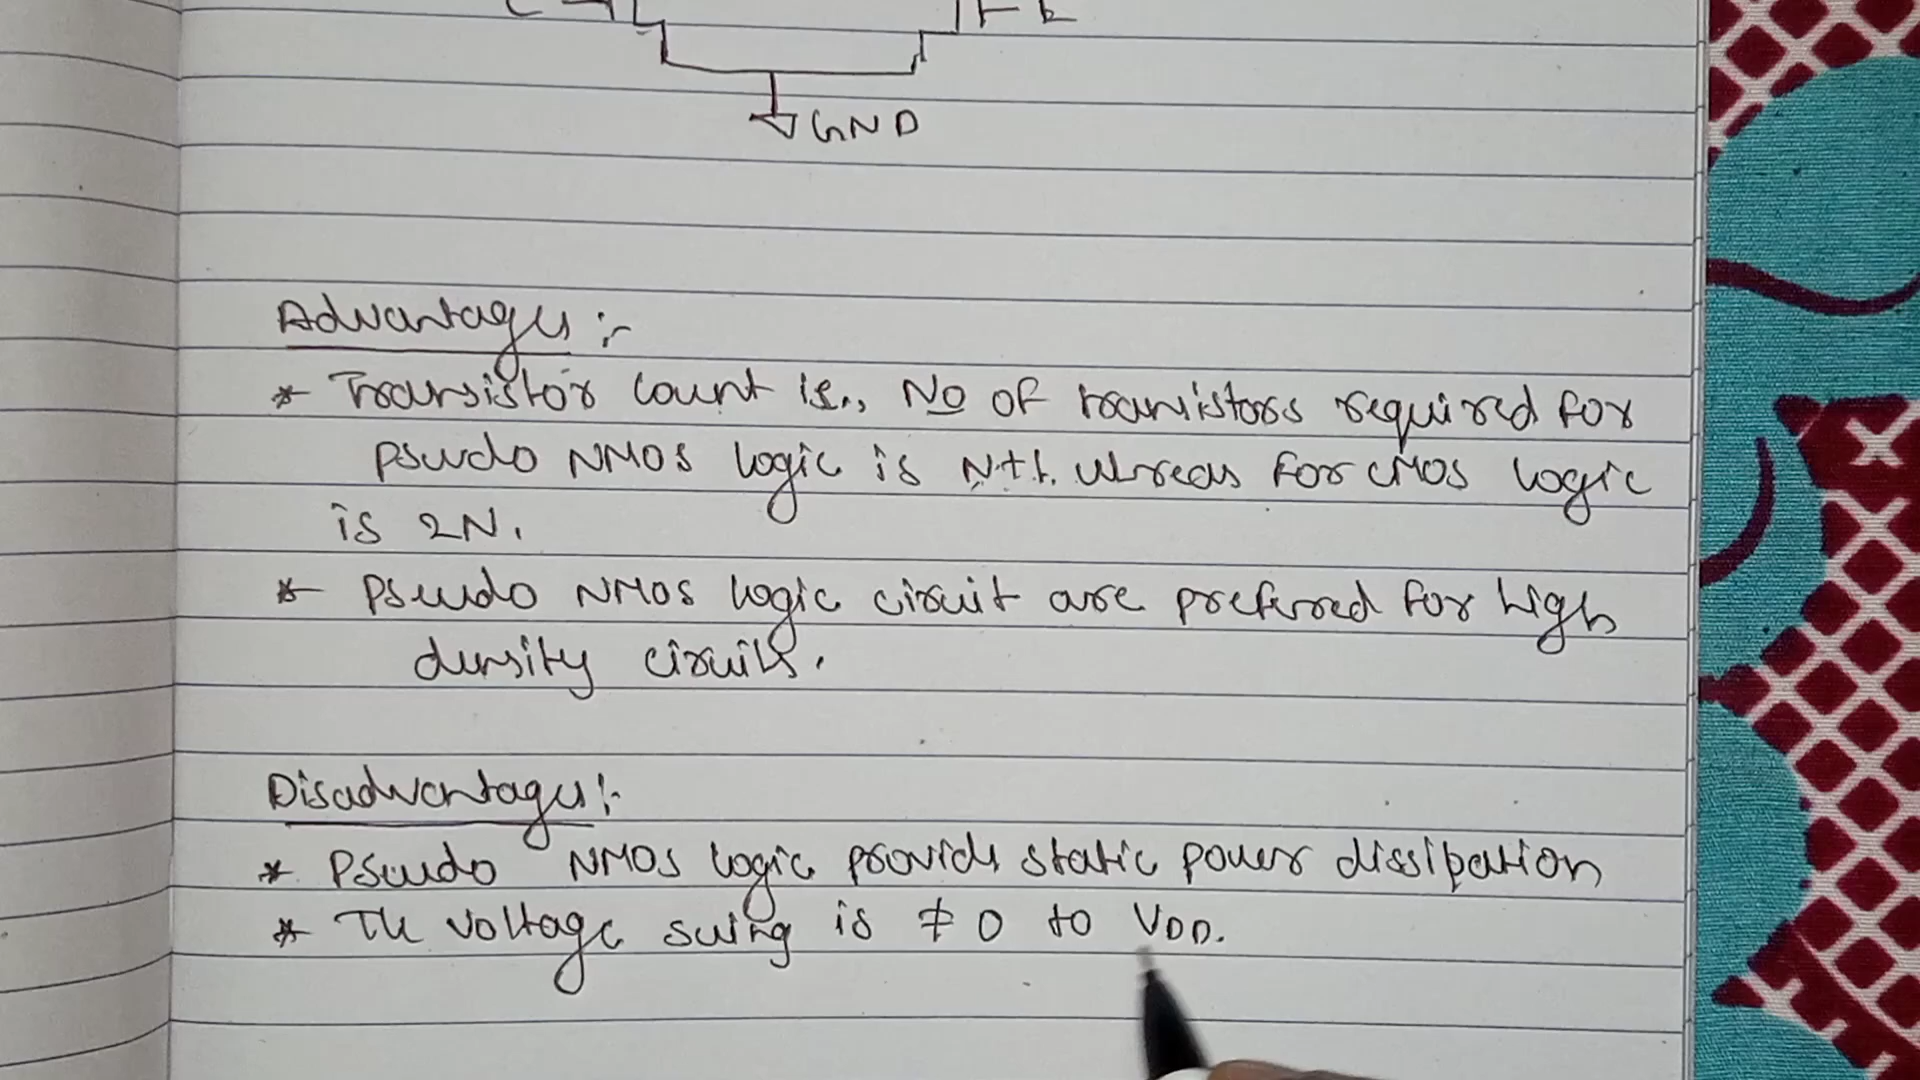 GND
Advantages :-
* Transistor count ie., No of transistors required for
Pseudo NMOS logic is N+1. Whereas for CMOS logic
is 2N.
* Pseudo NMOS logic circuit are preferred for high
density circuits.
Disadvantages :-
* Pseudo NMOS logic provides static power dissipation
* The voltage swing is ≠ 0 to VDD.